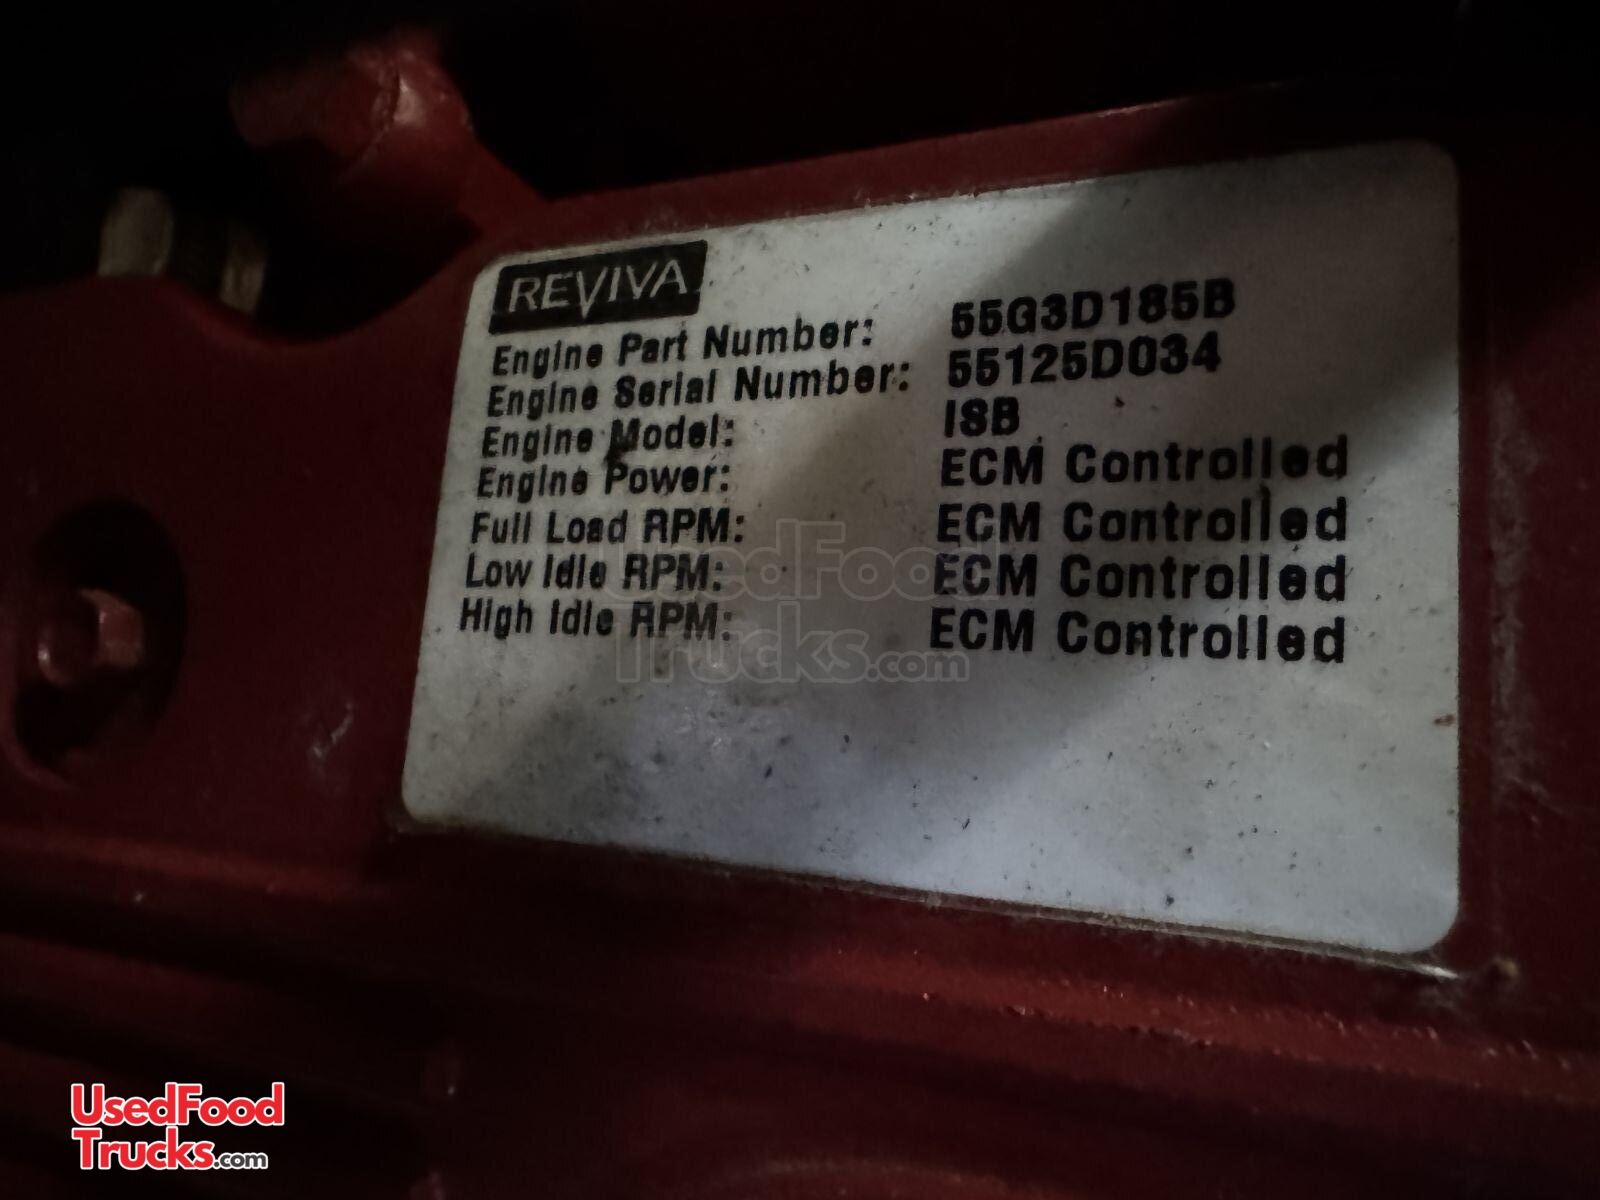 REVIVA
Engine Part Number: 55G3D185B
Engine Serial Number: 55125D034
Engine Model: ISB
Engine Power: ECM Controlled
Full Load RPM: ECM Controlled
Low Idle RPM: ECM Controlled
High Idle RPM: ECM Controlled
UsedFood
Trucks.com
UsedFood
Trucks.com